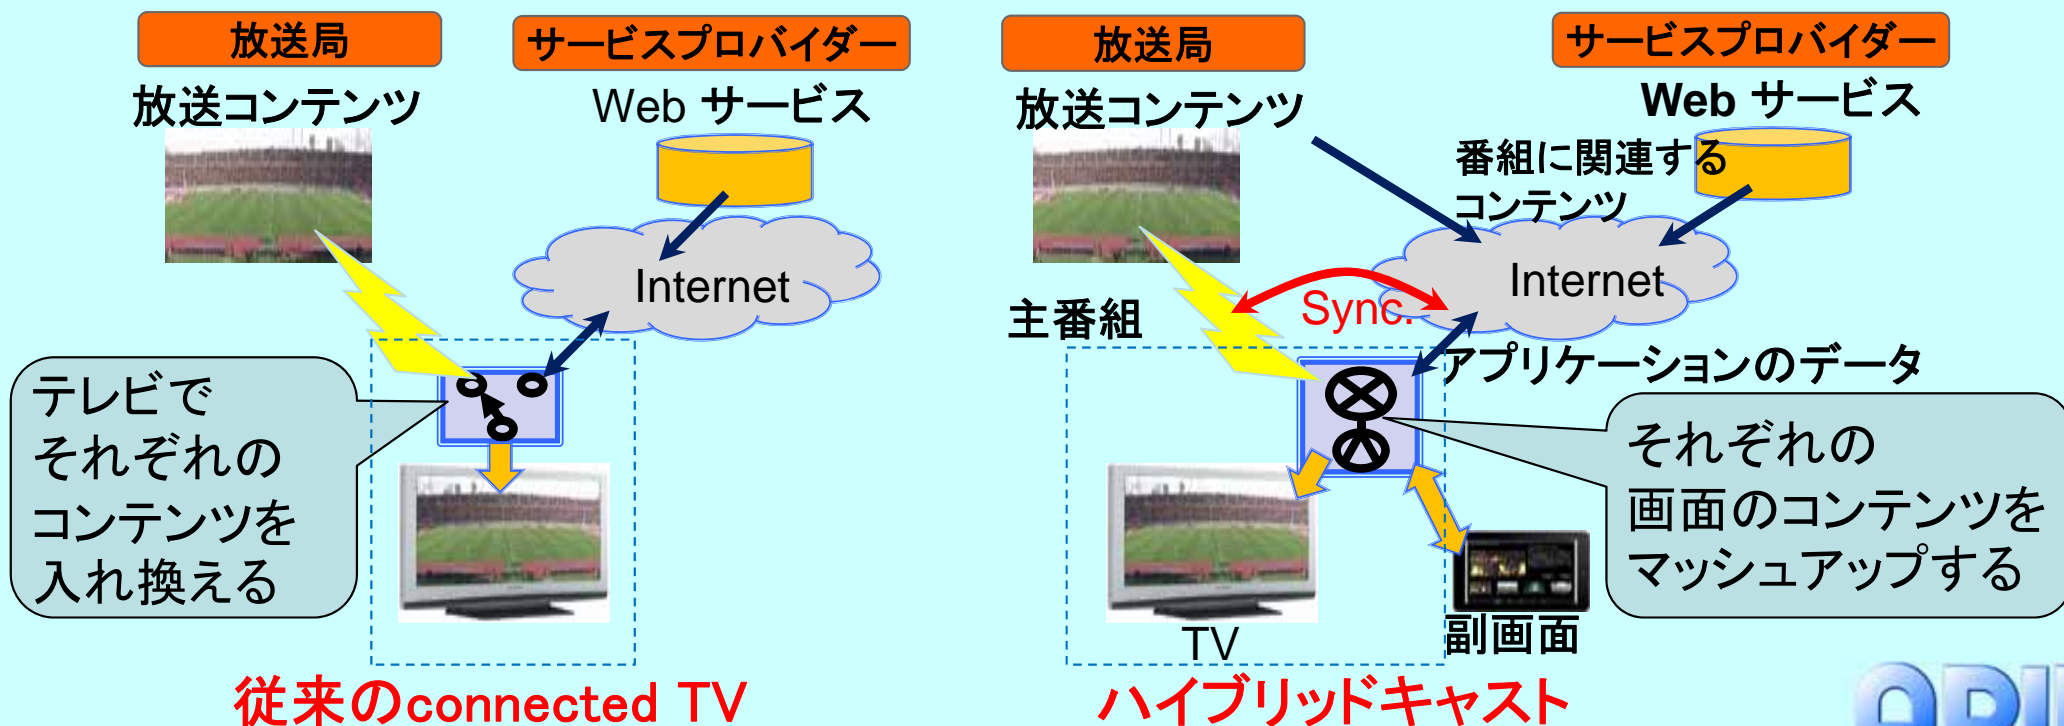 放送局
サービスプロバイダー
放送コンテンツ
Web サービス
Internet
テレビで
それぞれの
コンテンツを
入れ換える
従来のconnected TV
放送局
サービスプロバイダー
放送コンテンツ
Web サービス
番組に関連する
コンテンツ
Internet
Sync.
主番組
アプリケーションのデータ
それぞれの
画面のコンテンツを
マッシュアップする
TV
副画面
ハイブリッドキャスト